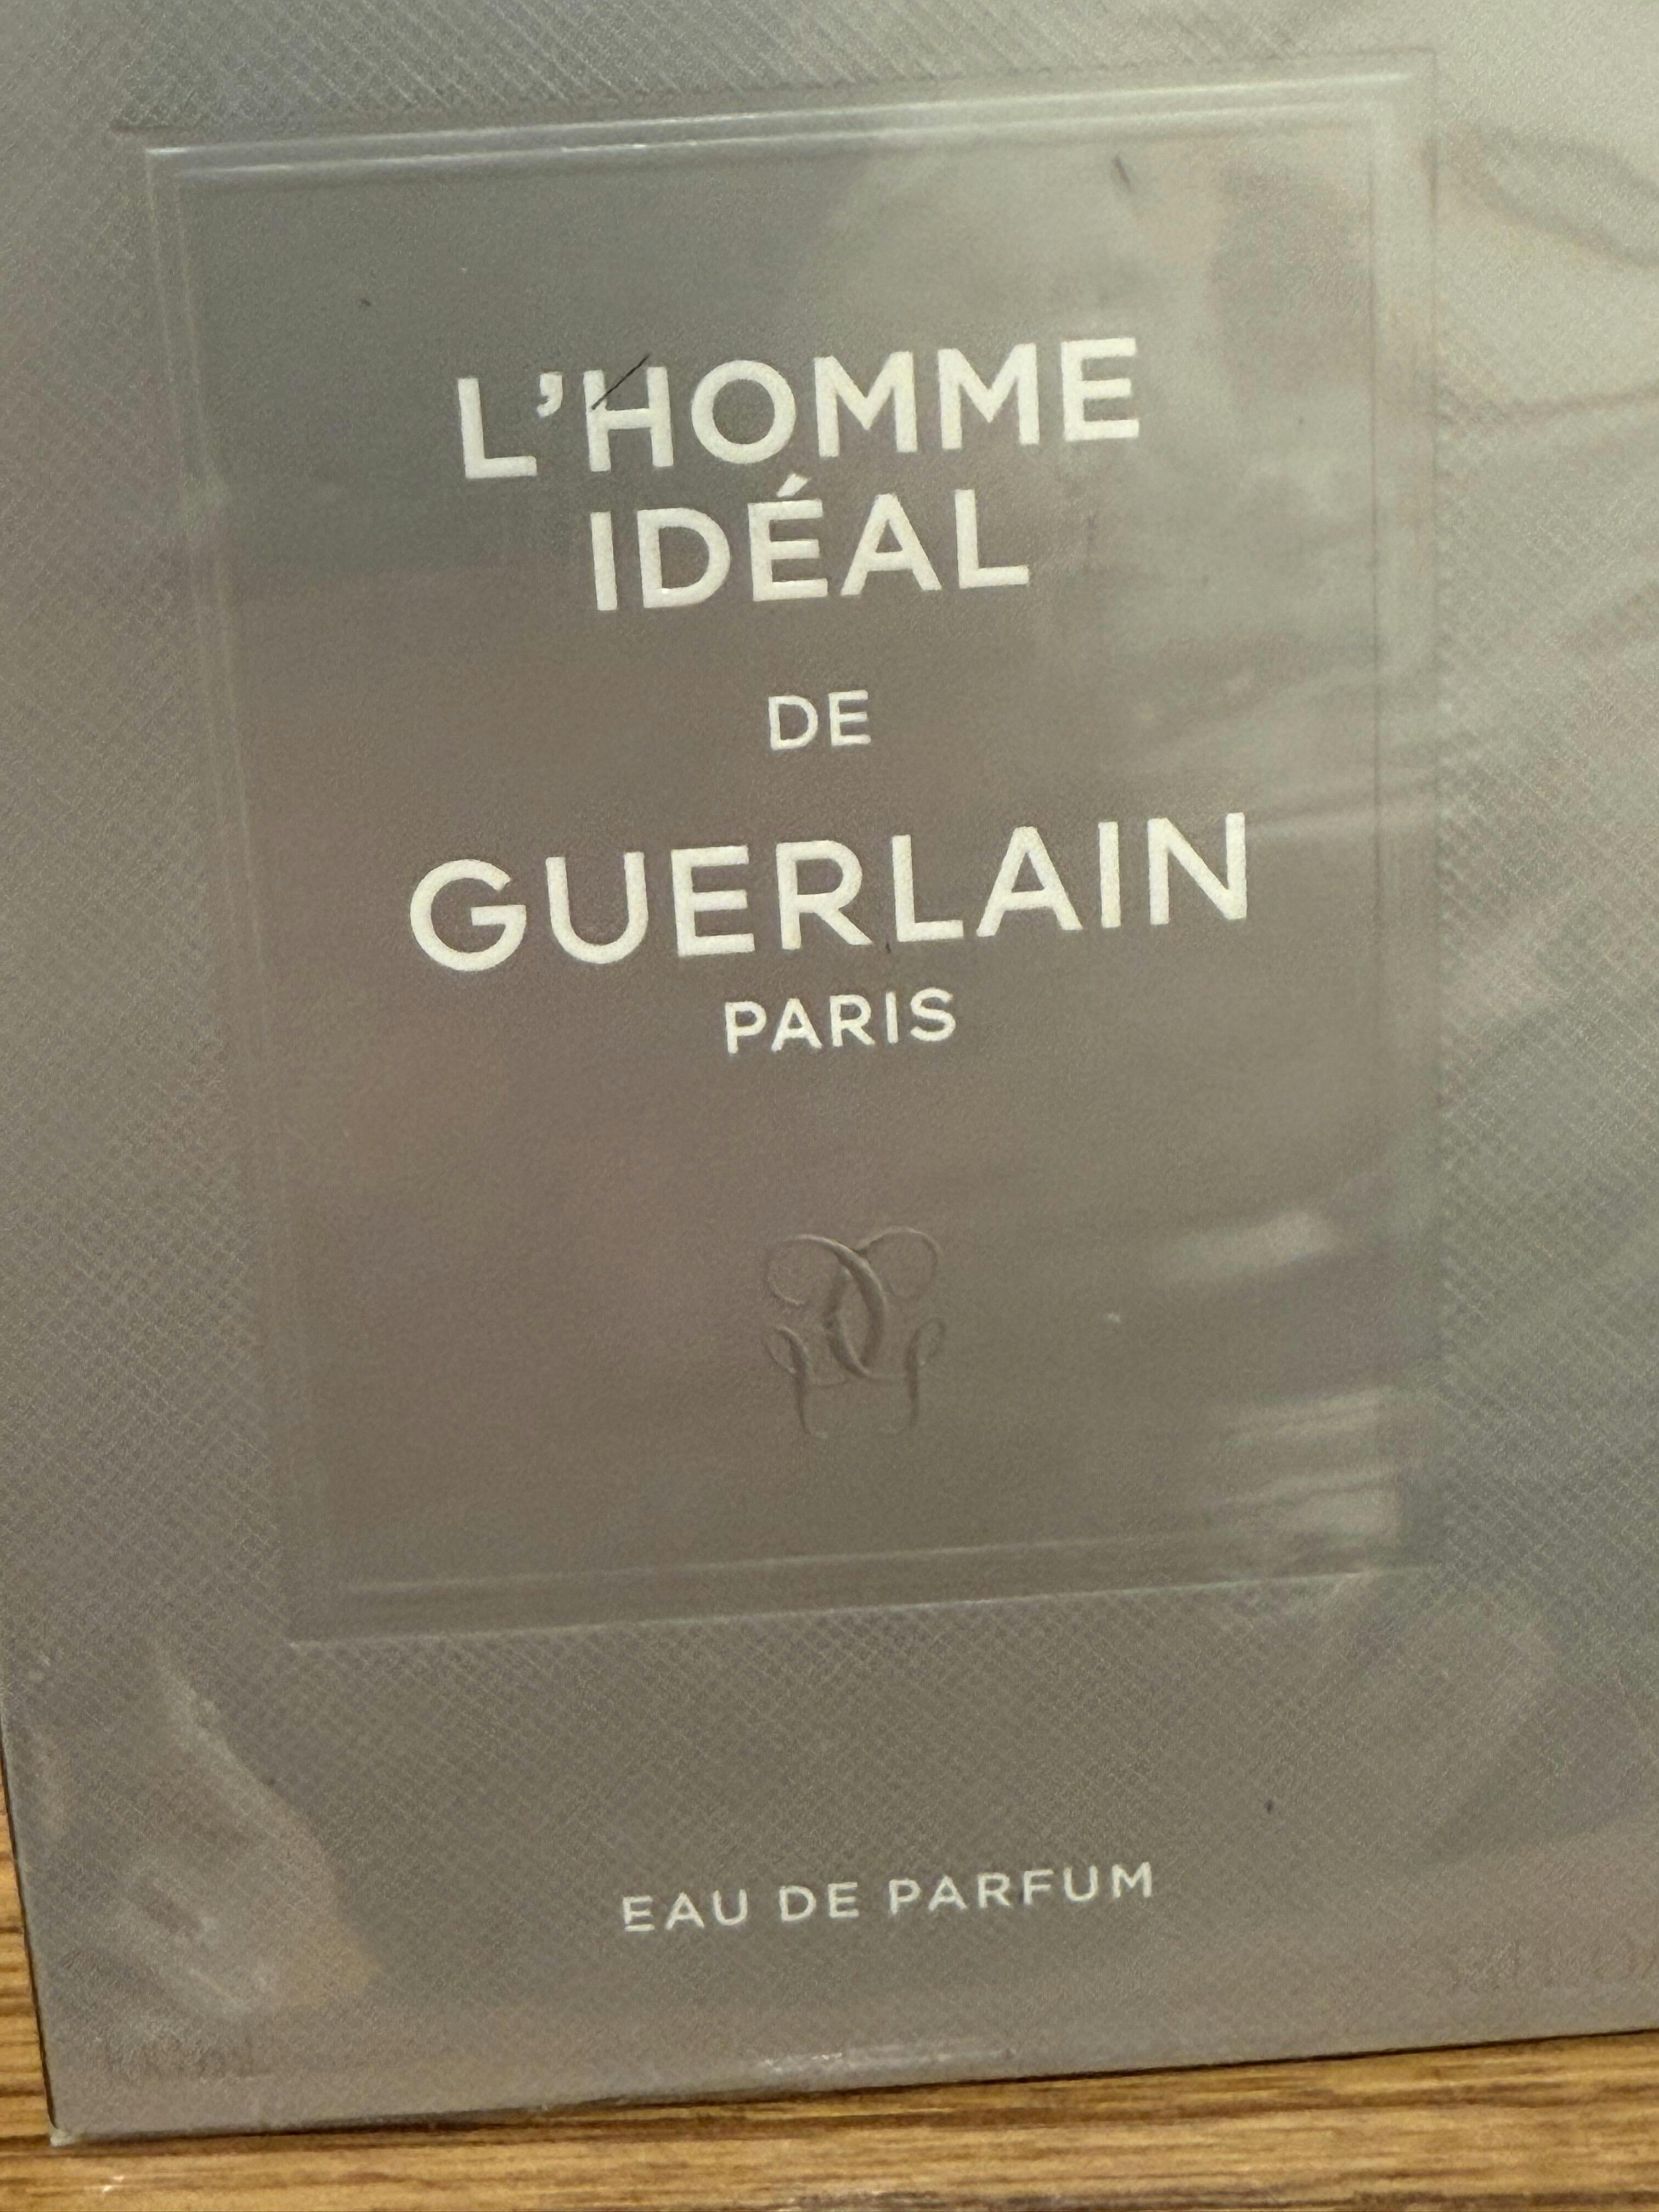 L'HOMME
IDÉAL
DE
GUERLAIN
PARIS
EAU DE PARFUM